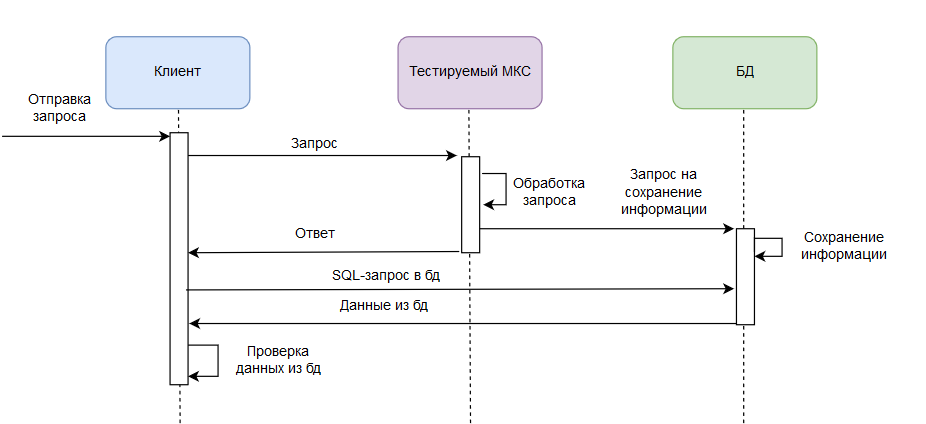 Клиент
Тестируемый МКС
БД
Отправка
запроса
Запрос
Обработка
запроса
Запрос на
сохранение
информации
Ответ
Сохранение
информации
SQL-запрос в бд
Данные из бд
Проверка
данных из бд